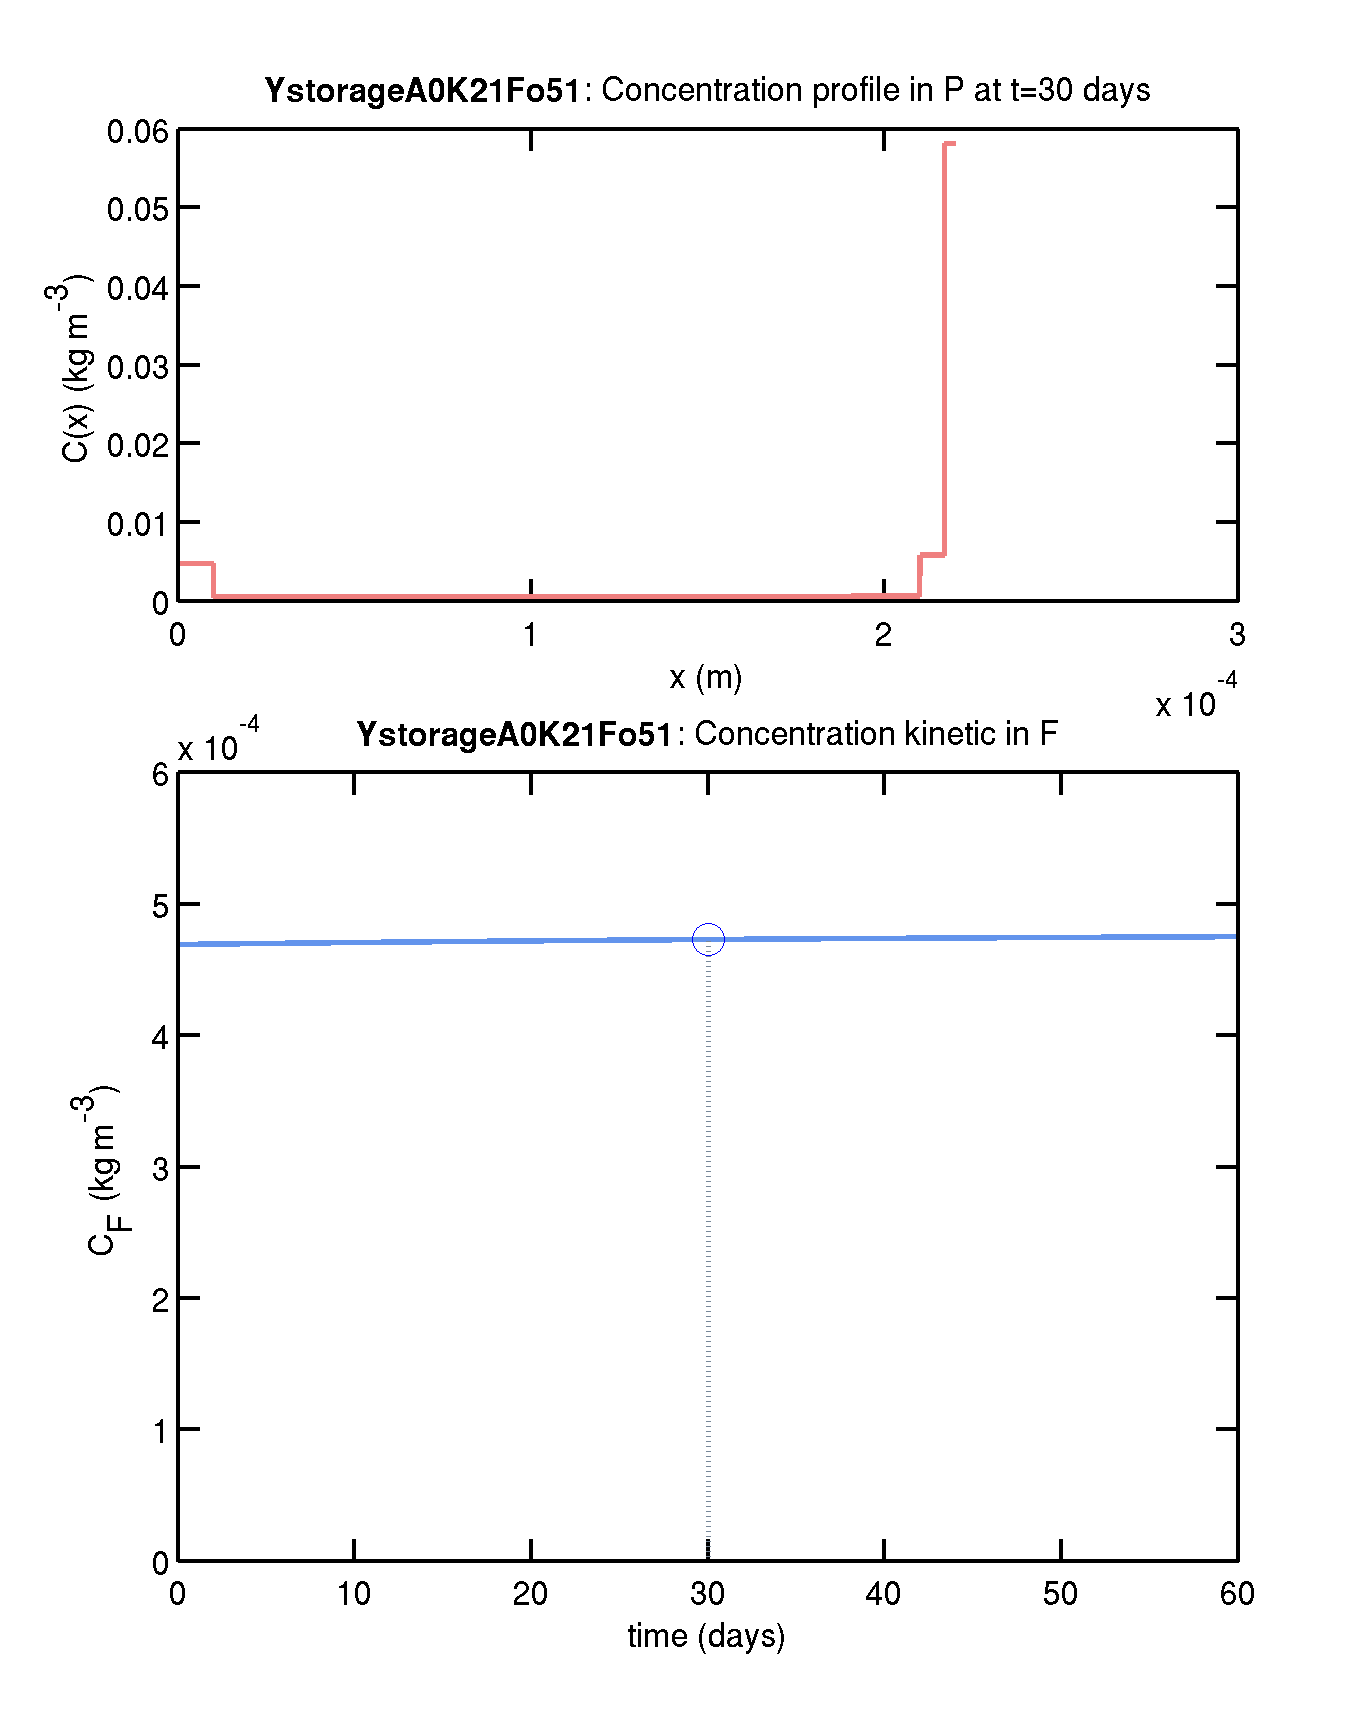 YstorageA0K21Fo51: Concentration profile in P at t=30 days
0.06
0.05
0.04
0.03
0.02
0.01
0
C(x) (kg m-3)
0 1 2 3
x (m)
x 10-4
x 10-4
YstorageA0K21Fo51: Concentration kinetic in F
6
5
4
3
2
1
0
CF (kg m-3)
0 10 20 30 40 50 60
time (days)